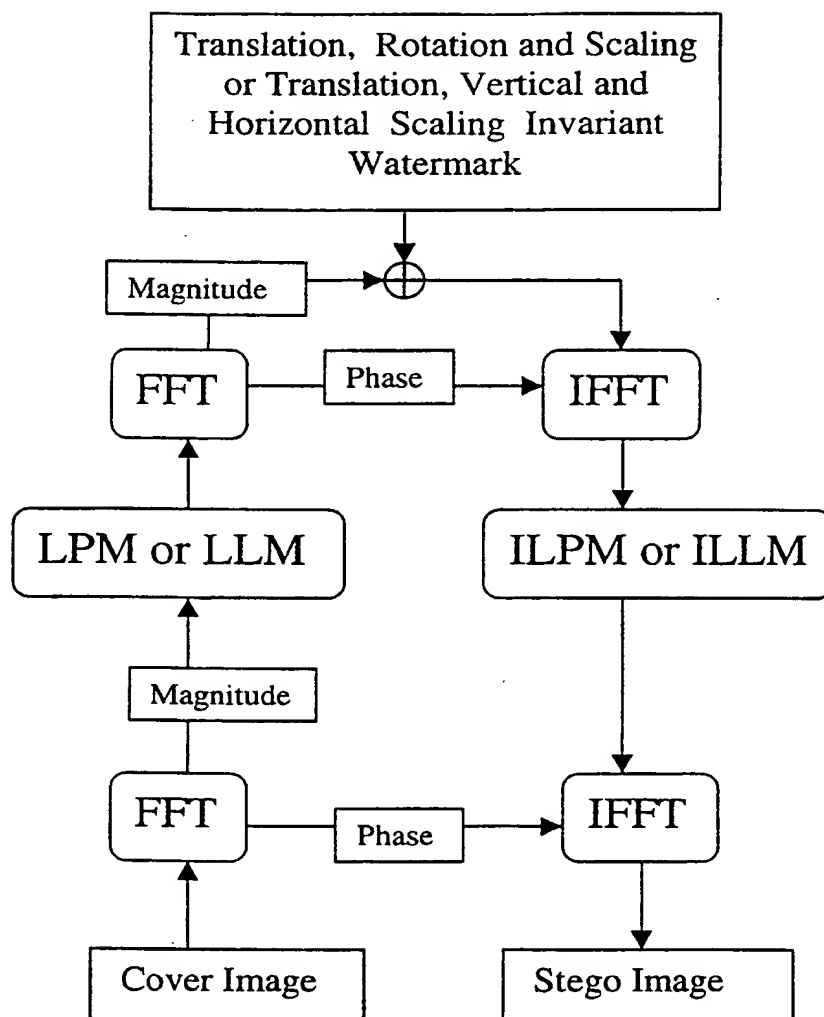 Translation, Rotation and Scaling
or Translation, Vertical and
Horizontal Scaling Invariant
Watermark
Magnitude
FFT
Phase
IFFT
LPM or LLM
ILPM or ILLM
Magnitude
FFT
Phase
IFFT
Cover Image
Stego Image